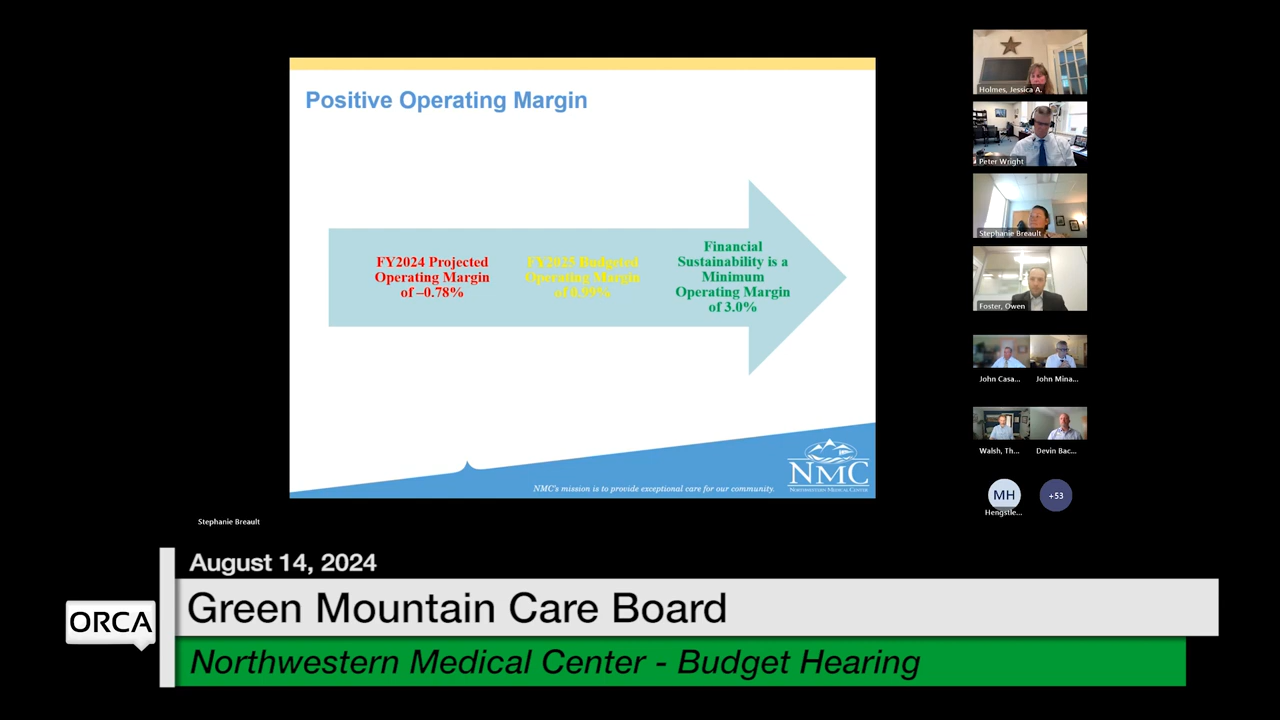 Positive Operating Margin
FY2024 Projected
Operating Margin
of –0.78%
FY2025 Budgeted
Operating Margin
of 0.99%
Financial
Sustainability is a
Minimum
Operating Margin
of 3.0%
NMC's mission is to provide exceptional care for our community.
NMC
NORTHWESTERN MEDICAL CENTER
Holmes, Jessica A.
Peter Wright
Stephanie Breault
Foster, Owen
John Casa...
John Mina...
Walsh, Th...
Devin Bac...
MH
+53
Hengstle...
Stephanie Breault
August 14, 2024
ORCA
Green Mountain Care Board
Northwestern Medical Center - Budget Hearing